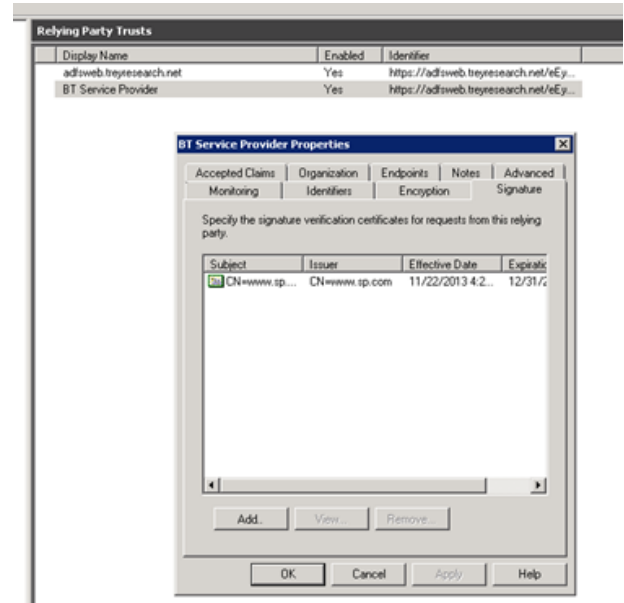 Relying Party Trusts
Display Name Enabled Identifier
adfsweb.treyresearch.net Yes https://adfsweb.treyresearch.net/eEy...
BT Service Provider Yes https://adfsweb.treyresearch.net/eEy...
BT Service Provider Properties
Accepted Claims Organization Endpoints Notes Advanced
Monitoring Identifiers Encryption Signature
Specify the signature verification certificates for requests from this relying
party.
Subject Issuer Effective Date Expiratic
CN=www.sp.... CN=www.sp.com 11/22/2013 4:2... 12/31/2
Add.. View... Remove...
OK Cancel Apply Help